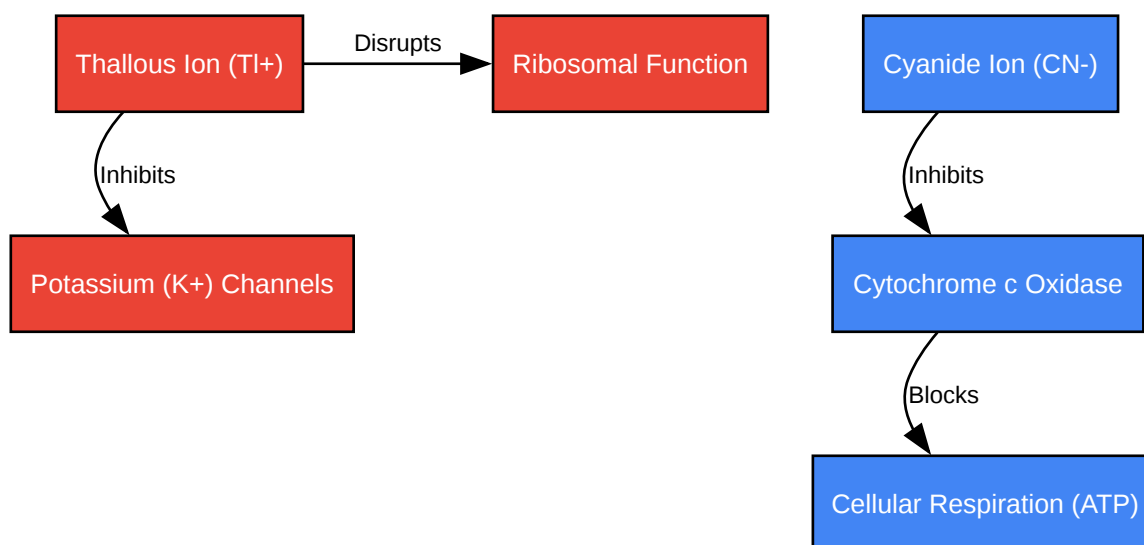 Thallous Ion (Tl+)
Disrupts
Ribosomal Function
Cyanide Ion (CN-)
Inhibits
Inhibits
Potassium (K+) Channels
Cytochrome c Oxidase
Blocks
Cellular Respiration (ATP)